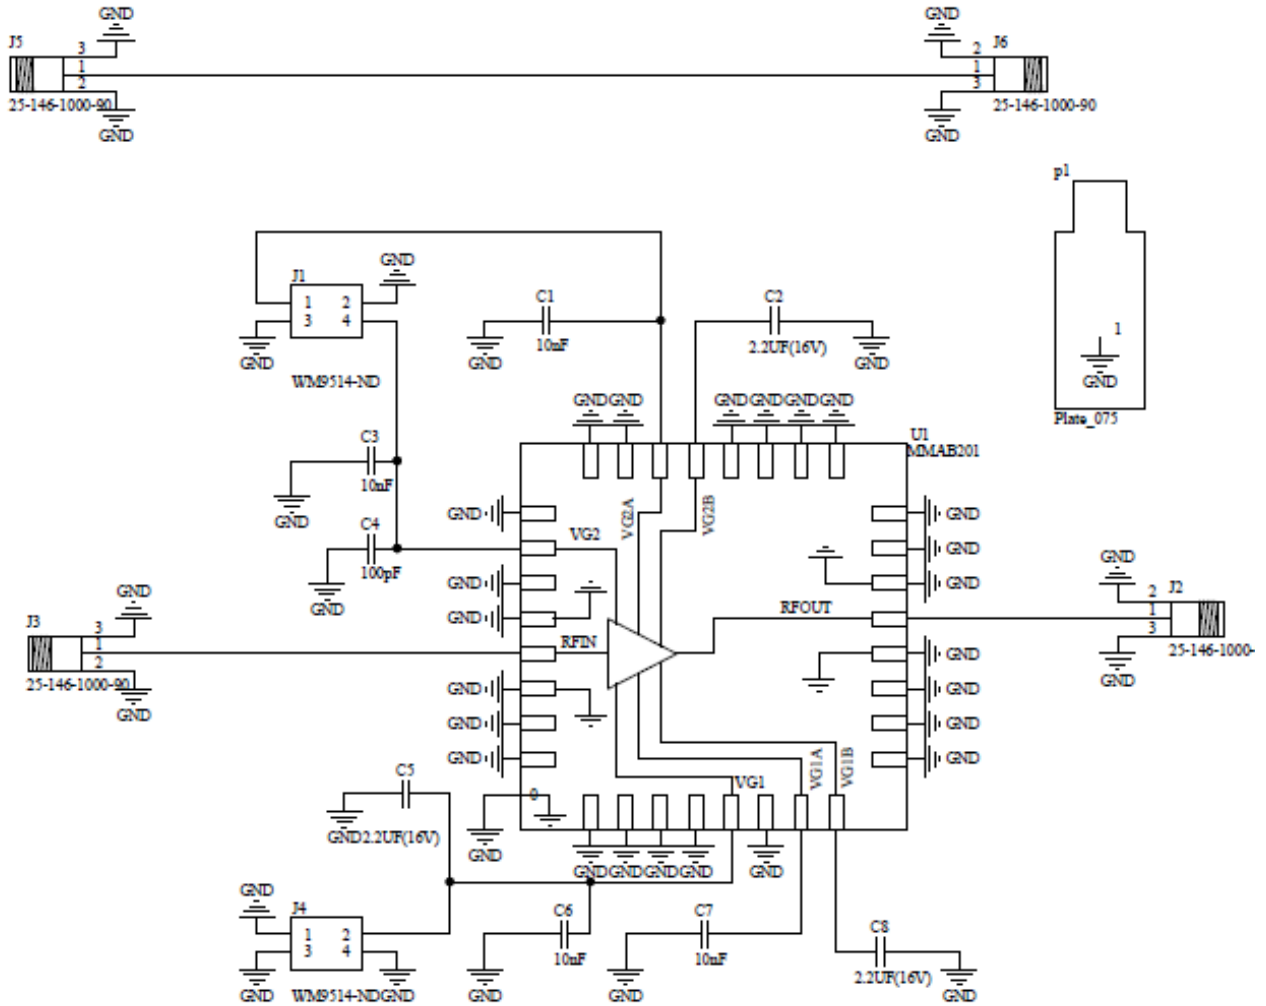 GND GND
J5 3 2 J6
1 1
2 3
25-146-1000-90 25-146-1000-90
GND GND
p1
GND
J1
1 2
3 4
GND
WM9514-ND
C1
10nF
GND
C2
2.2UF(16V)
GND
1
GND
Plate_075
GND GND GND GND GND GND
U1
MMAB201
C3
10nF
GND
C4
100pF
GND
VG2A VG2B
GND GND
VG2 GND
GND GND
GND RFOUT
GND
J3 3
1
2
25-146-1000-90
GND
RFIN
GND
2 J2
1
3
25-146-1000-
GND
GND
GND GND
GND GND
GND GND
VG1 VG1A VG1B
C5
GND 2.2UF(16V)
0
GND
GND GND GND GND GND
GND
J4
1 2
3 4
GND WM9514-ND GND
C6
10nF
GND
C7
10nF
GND
C8
2.2UF(16V)
GND